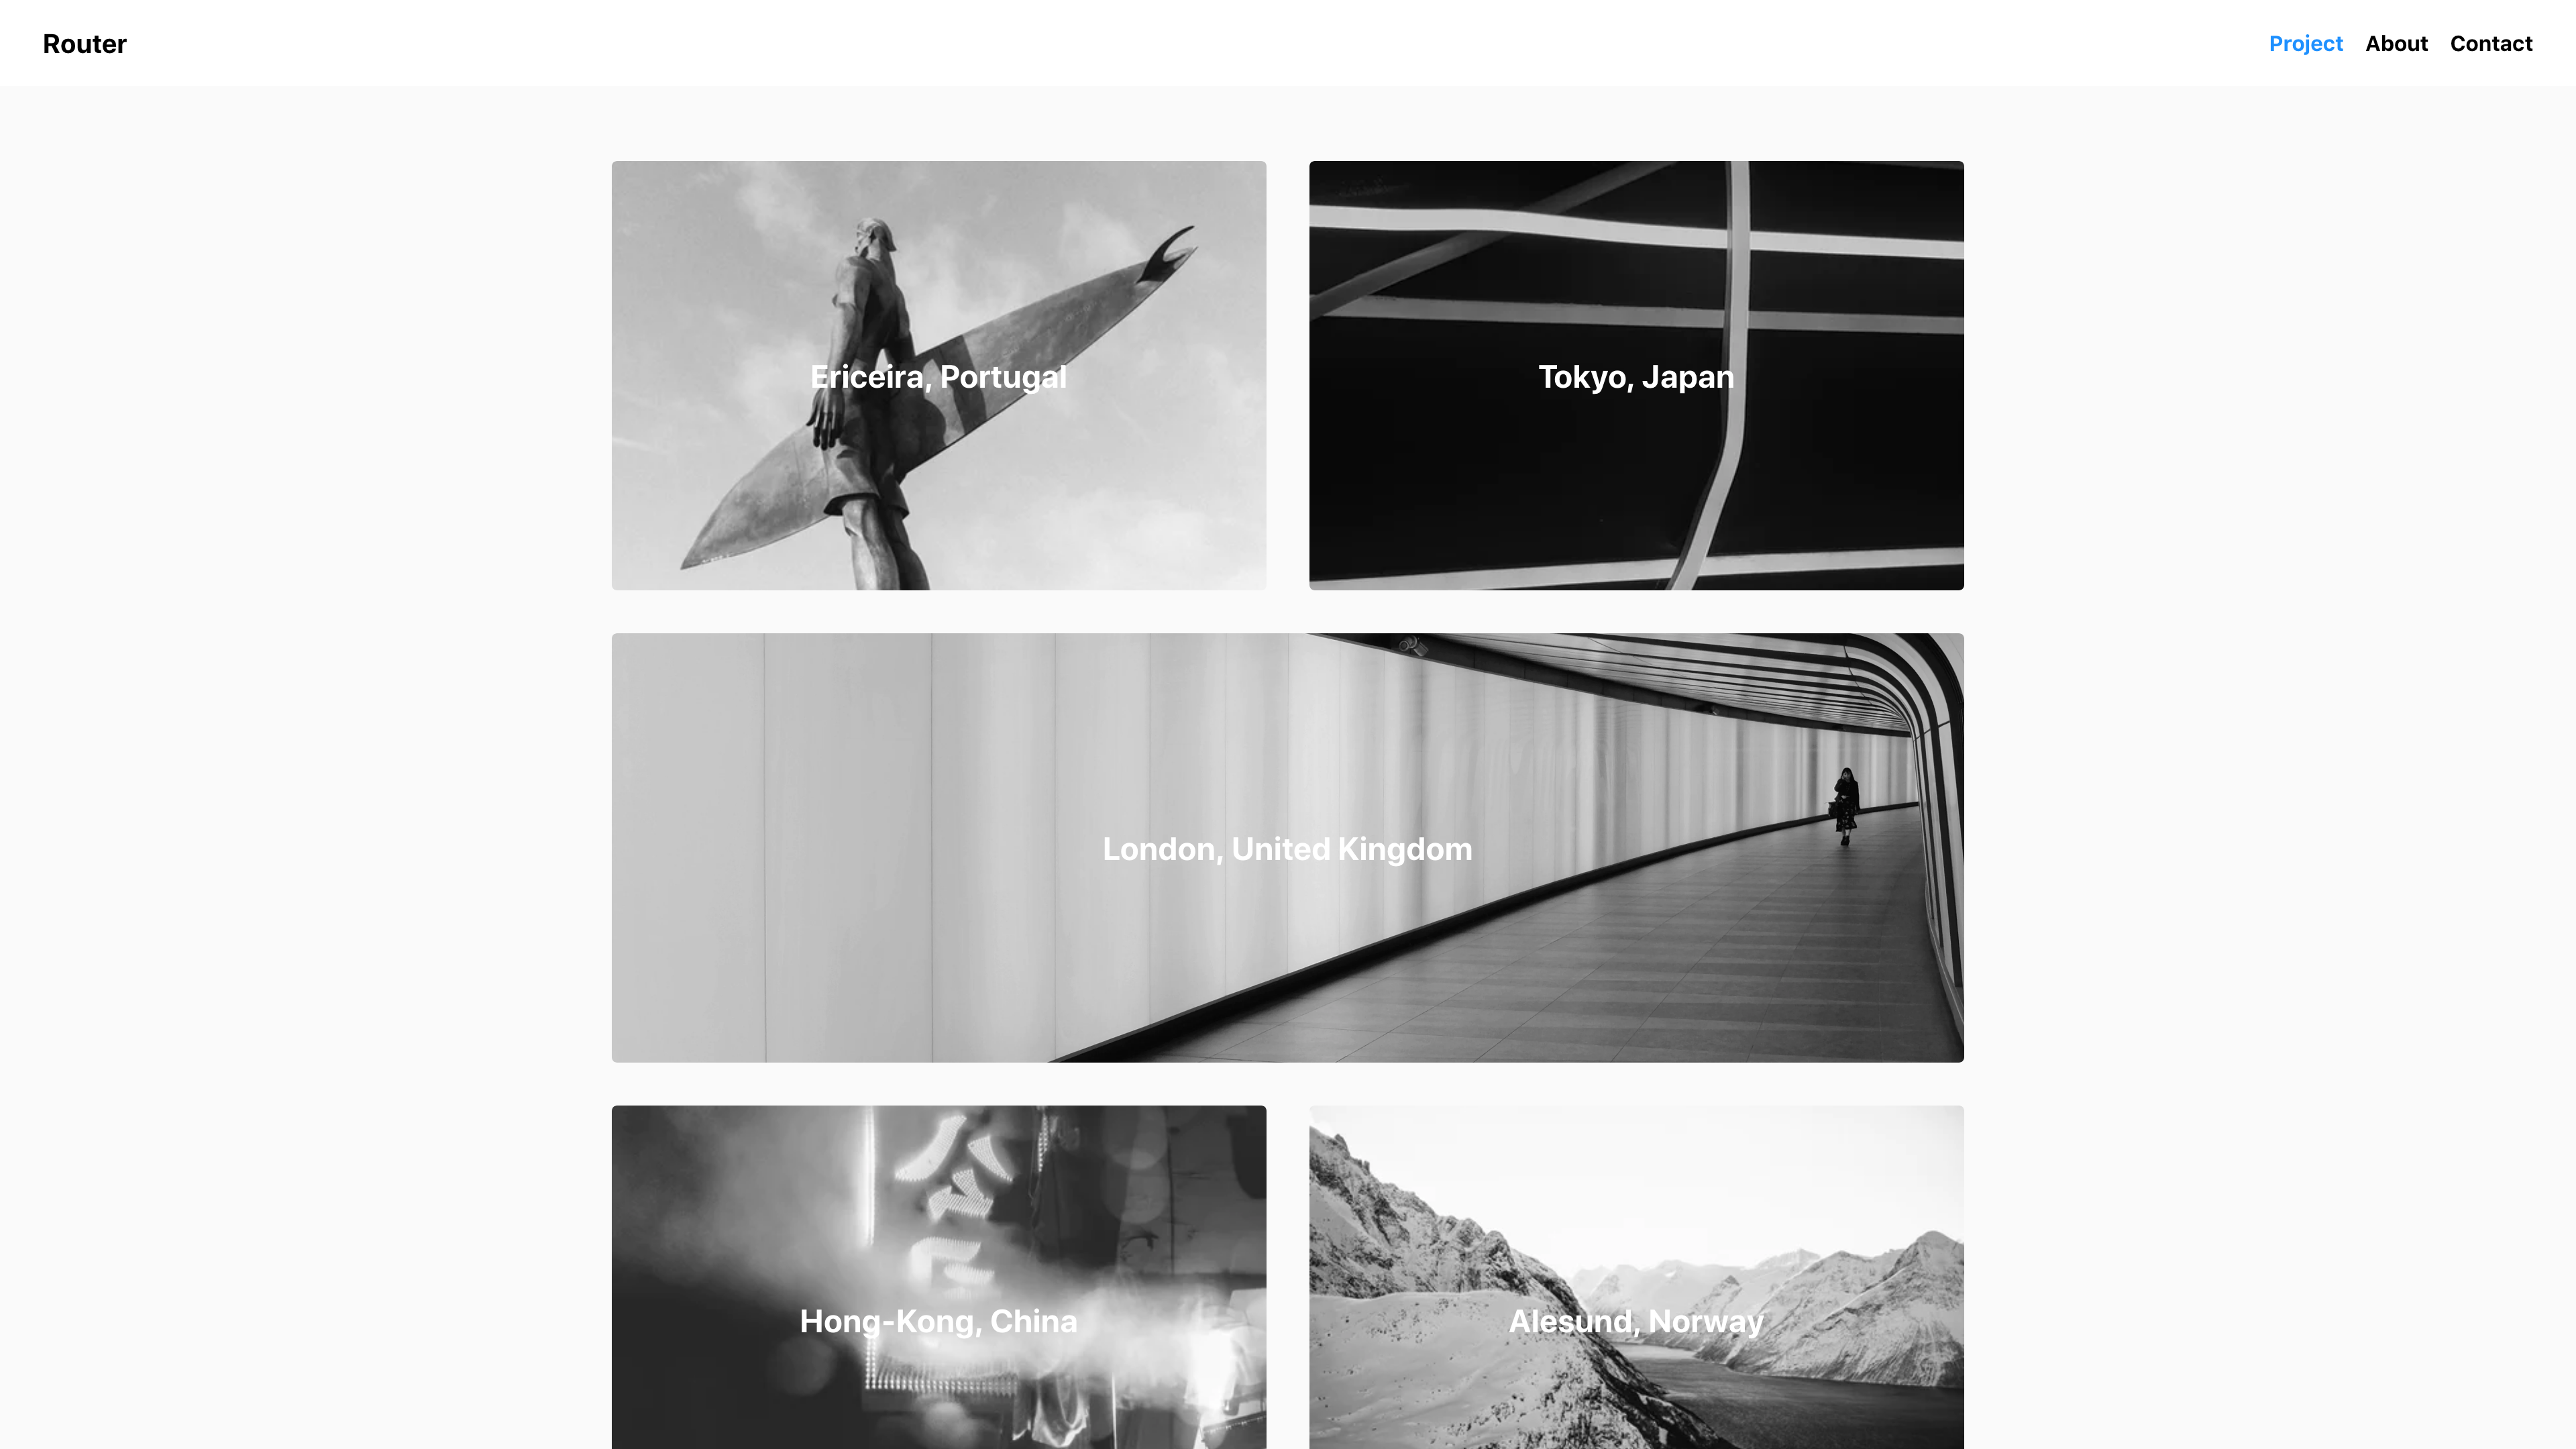 Router
Project About Contact
Ericeira, Portugal
Tokyo, Japan
London, United Kingdom
Hong-Kong, China
Alesund, Norway